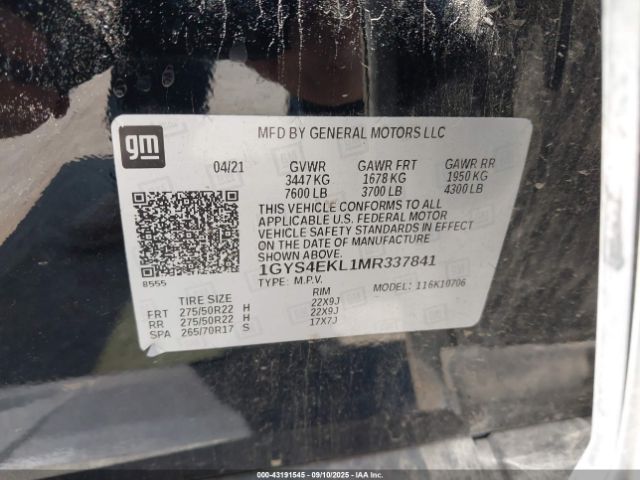 gm
MFD BY GENERAL MOTORS LLC
04/21 GVWR GAWR FRT GAWR RR
3447 KG 1678 KG 1950 KG
7600 LB 3700 LB 4300 LB
THIS VEHICLE CONFORMS TO ALL
APPLICABLE U.S. FEDERAL MOTOR
VEHICLE SAFETY STANDARDS IN EFFECT
ON THE DATE OF MANUFACTURE SHOWN ABOVE.
1GYS4EKL1MR337841
8555 TYPE: M.P.V. MODEL: 116K10706
TIRE SIZE RIM
FRT 275/50R22 H 22X9J
RR 275/50R22 H 22X9J
SPA 265/70R17 S 17X7J
000-43191545 - 09/10/2025 - IAAI.COM